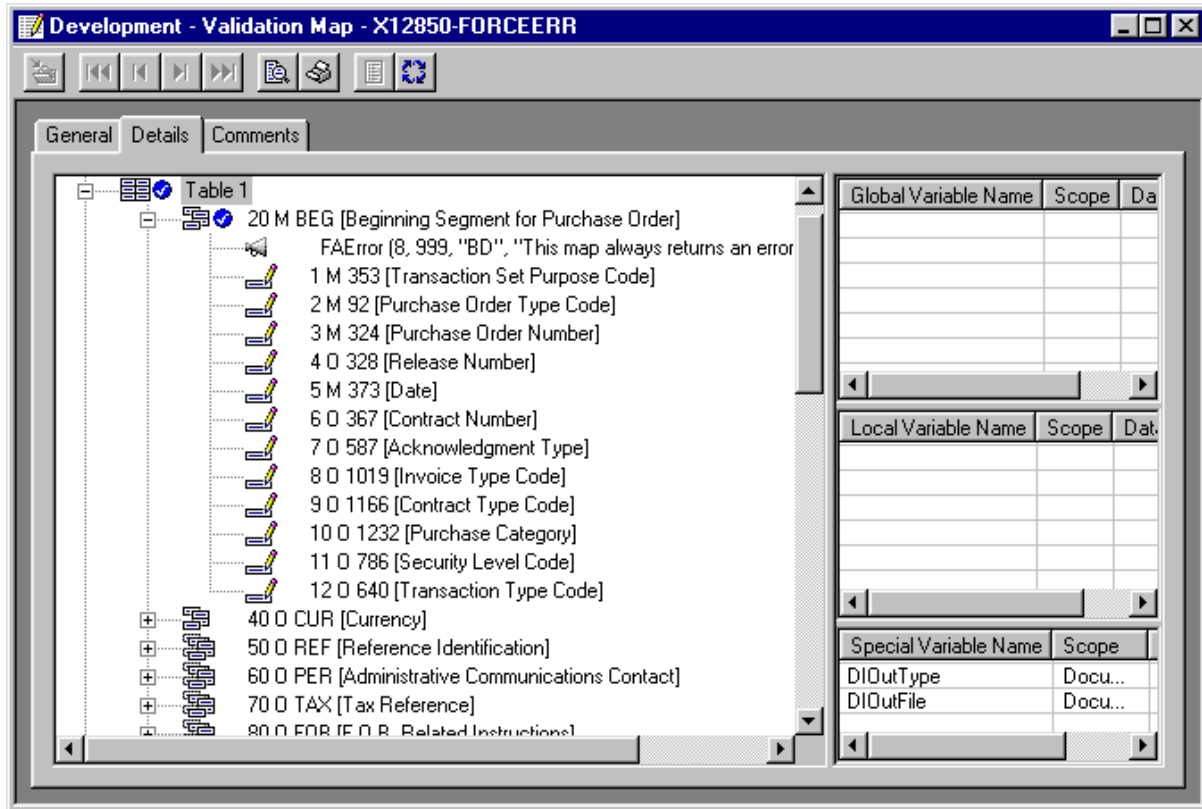 Development - Validation Map - X12850-FORCEERR
General Details Comments
Table 1
20 M BEG [Beginning Segment for Purchase Order]
FAError (8, 999, "BD", "This map always returns an error
1 M 353 [Transaction Set Purpose Code]
2 M 92 [Purchase Order Type Code]
3 M 324 [Purchase Order Number]
4 O 328 [Release Number]
5 M 373 [Date]
6 O 367 [Contract Number]
7 O 587 [Acknowledgment Type]
8 O 1019 [Invoice Type Code]
9 O 1166 [Contract Type Code]
10 O 1232 [Purchase Category]
11 O 786 [Security Level Code]
12 O 640 [Transaction Type Code]
40 O CUR [Currency]
50 O REF [Reference Identification]
60 O PER [Administrative Communications Contact]
70 O TAX [Tax Reference]
80 O FOB [F.O.B. Related Instructions]
Global Variable Name Scope Da
Local Variable Name Scope Dat
Special Variable Name Scope
DIOutType Docu...
DIOutFile Docu...